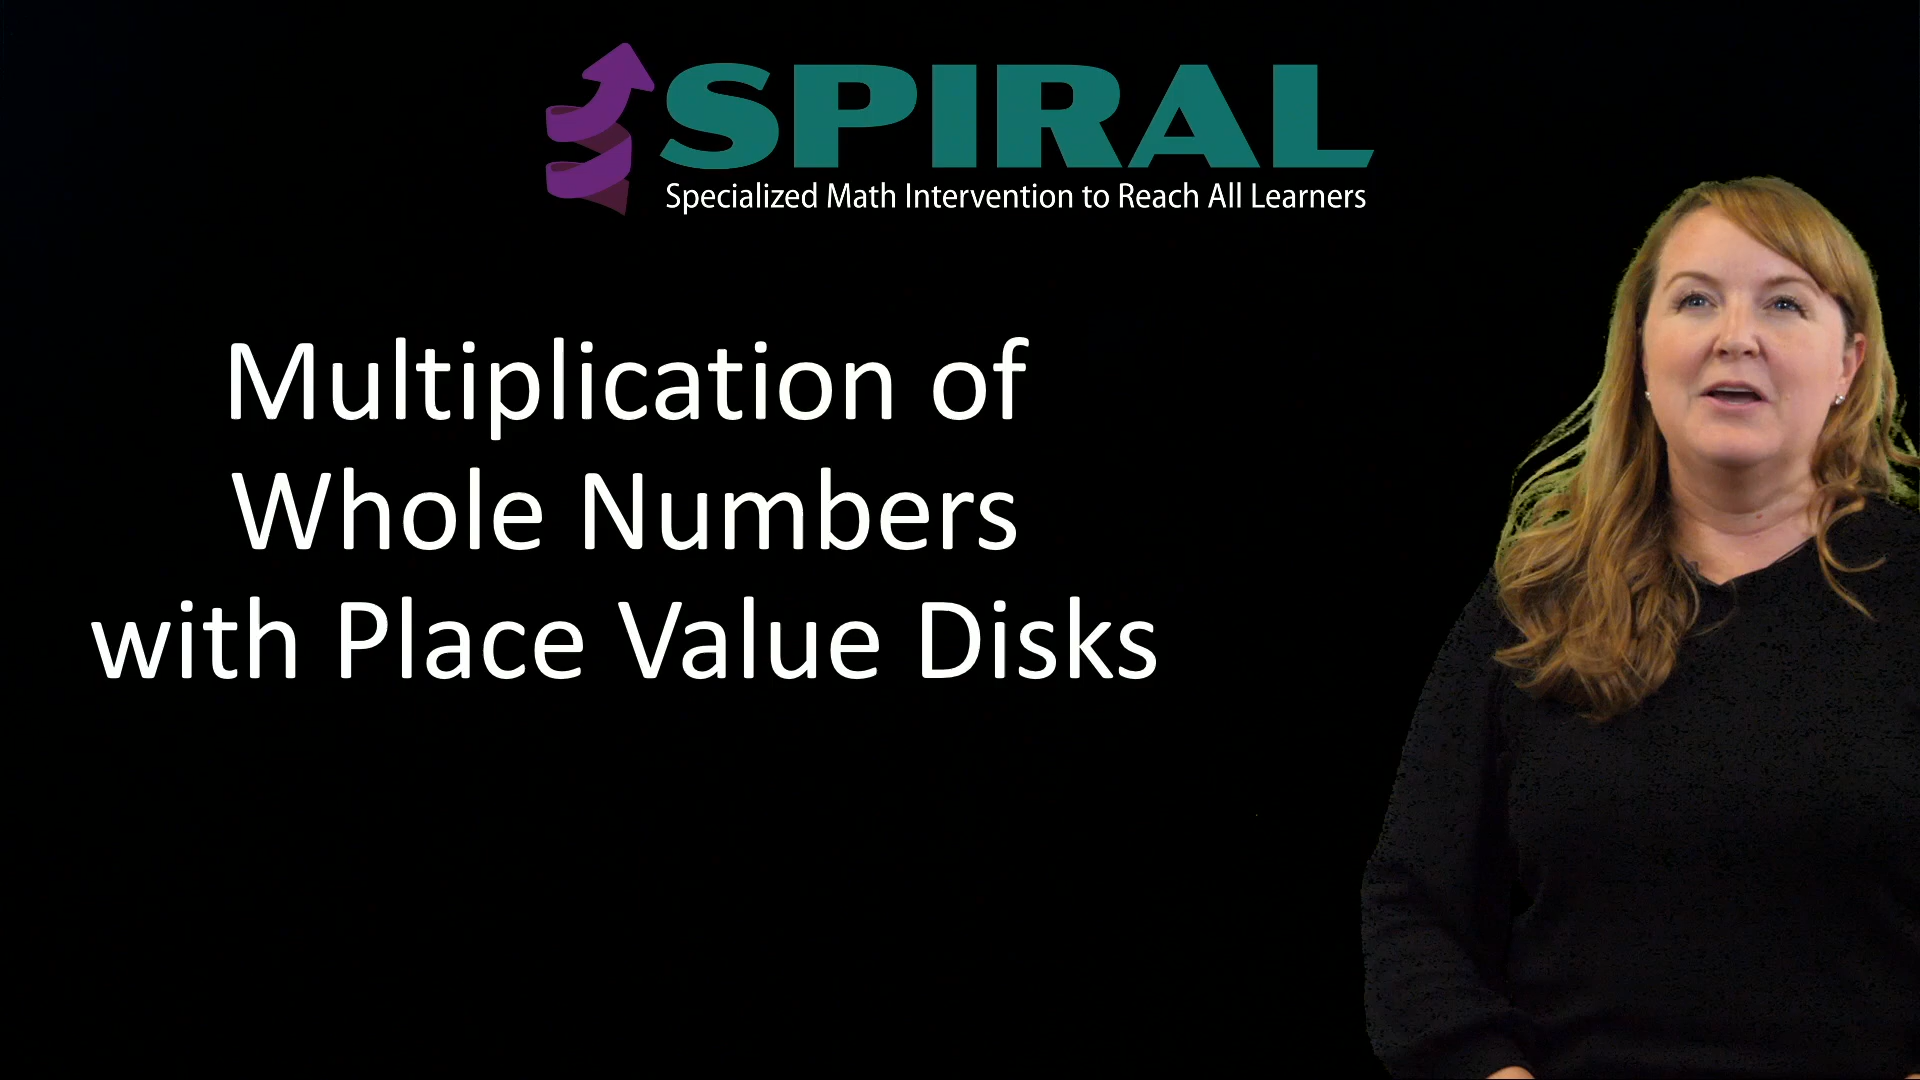 SPIRAL
Specialized Math Intervention to Reach All Learners
Multiplication of
Whole Numbers
with Place Value Disks